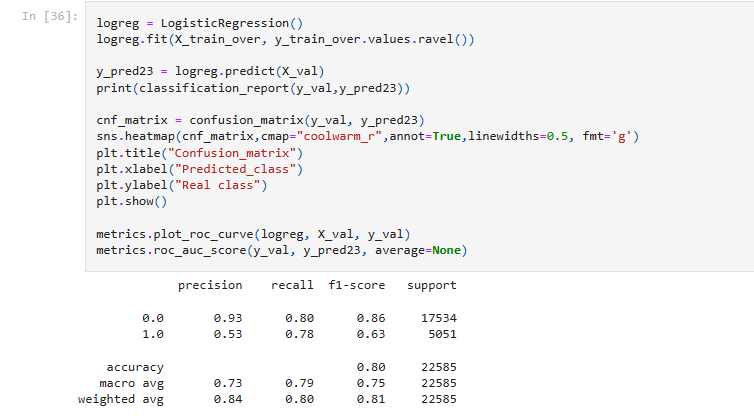 In [36]:
logreg = LogisticRegression()
logreg.fit(X_train_over, y_train_over.values.ravel())
y_pred23 = logreg.predict(X_val)
print(classification_report(y_val,y_pred23))
cnf_matrix = confusion_matrix(y_val, y_pred23)
sns.heatmap(cnf_matrix,cmap="coolwarm_r",annot=True,linewidths=0.5, fmt='g')
plt.title("Confusion_matrix")
plt.xlabel("Predicted_class")
plt.ylabel("Real class")
plt.show()
metrics.plot_roc_curve(logreg, X_val, y_val)
metrics.roc_auc_score(y_val, y_pred23, average=None)
precision recall f1-score support
0.0 0.93 0.80 0.86 17534
1.0 0.53 0.78 0.63 5051
accuracy 0.80 22585
macro avg 0.73 0.79 0.75 22585
weighted avg 0.84 0.80 0.81 22585